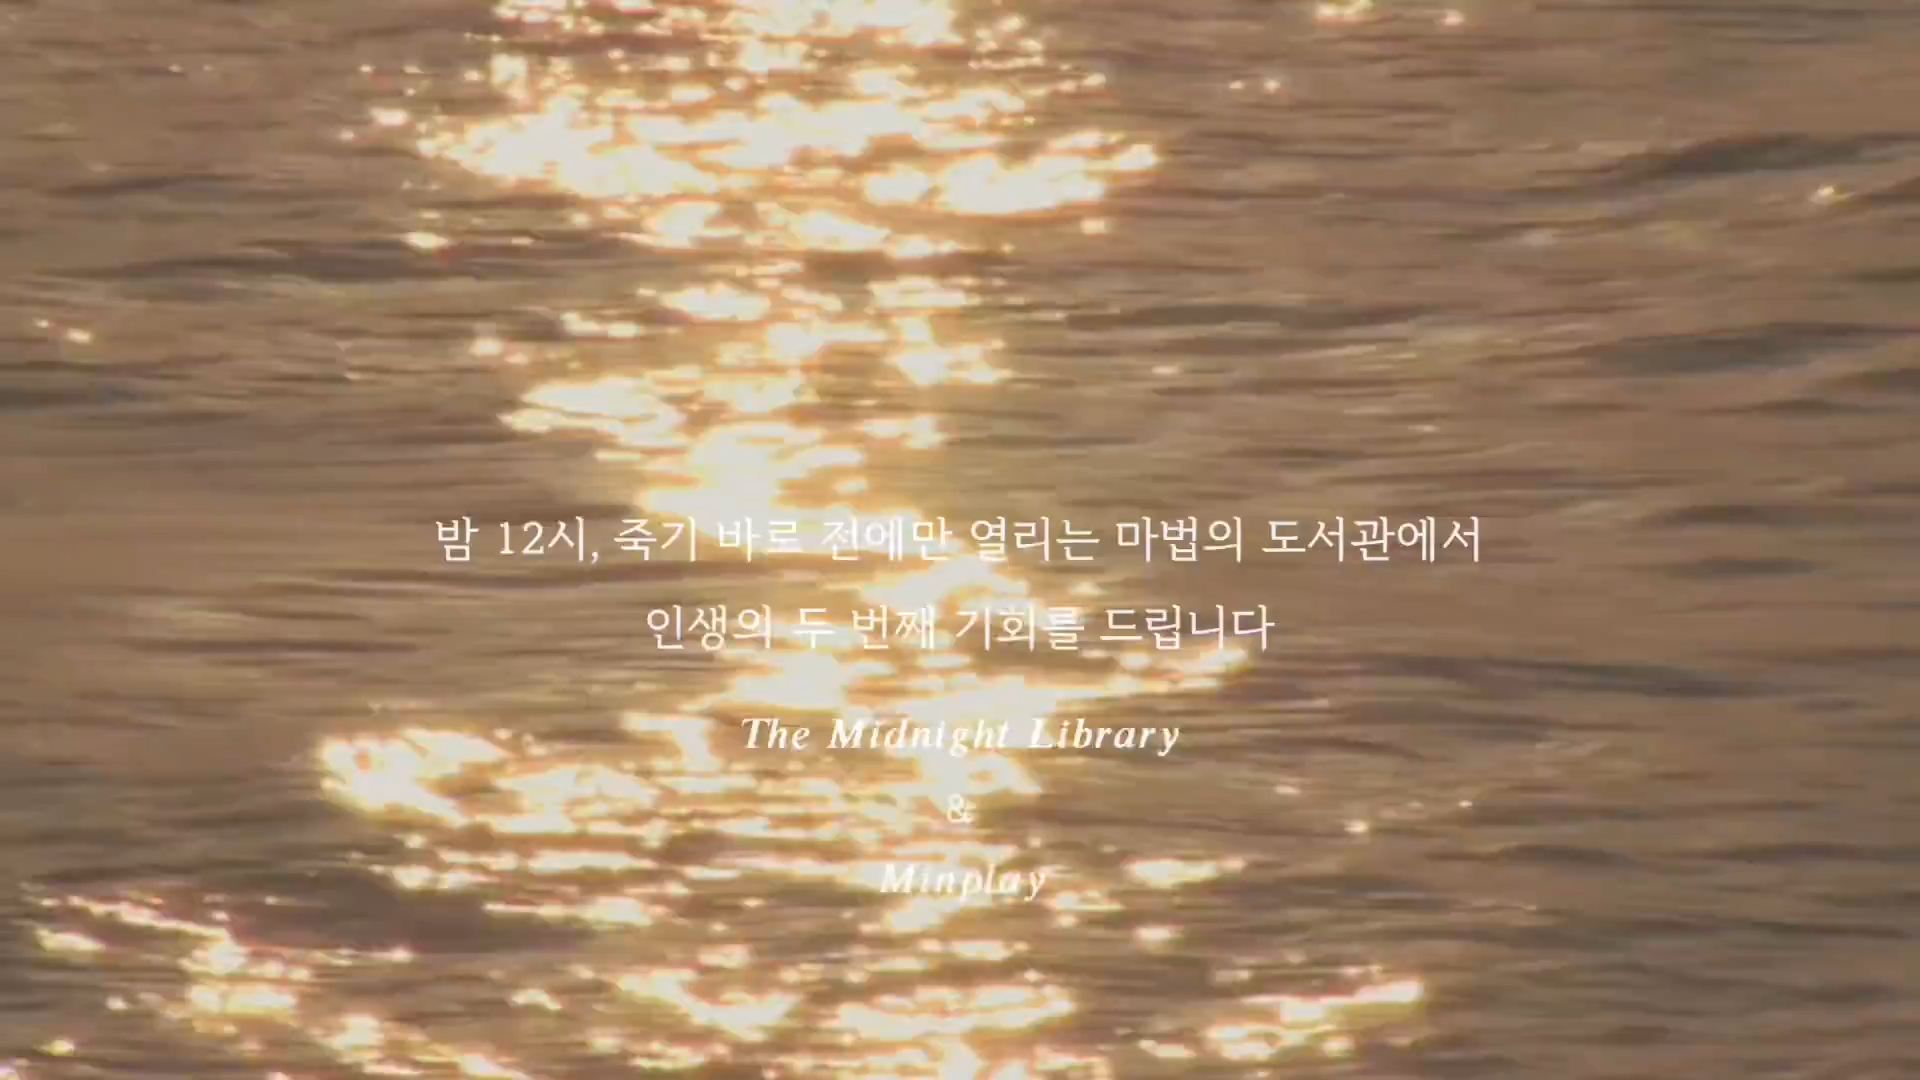 밤 12시, 죽기 바로 전에만 열리는 마법의 도서관에서
인생의 두 번째 기회를 드립니다
The Midnight Library
&
Minplay